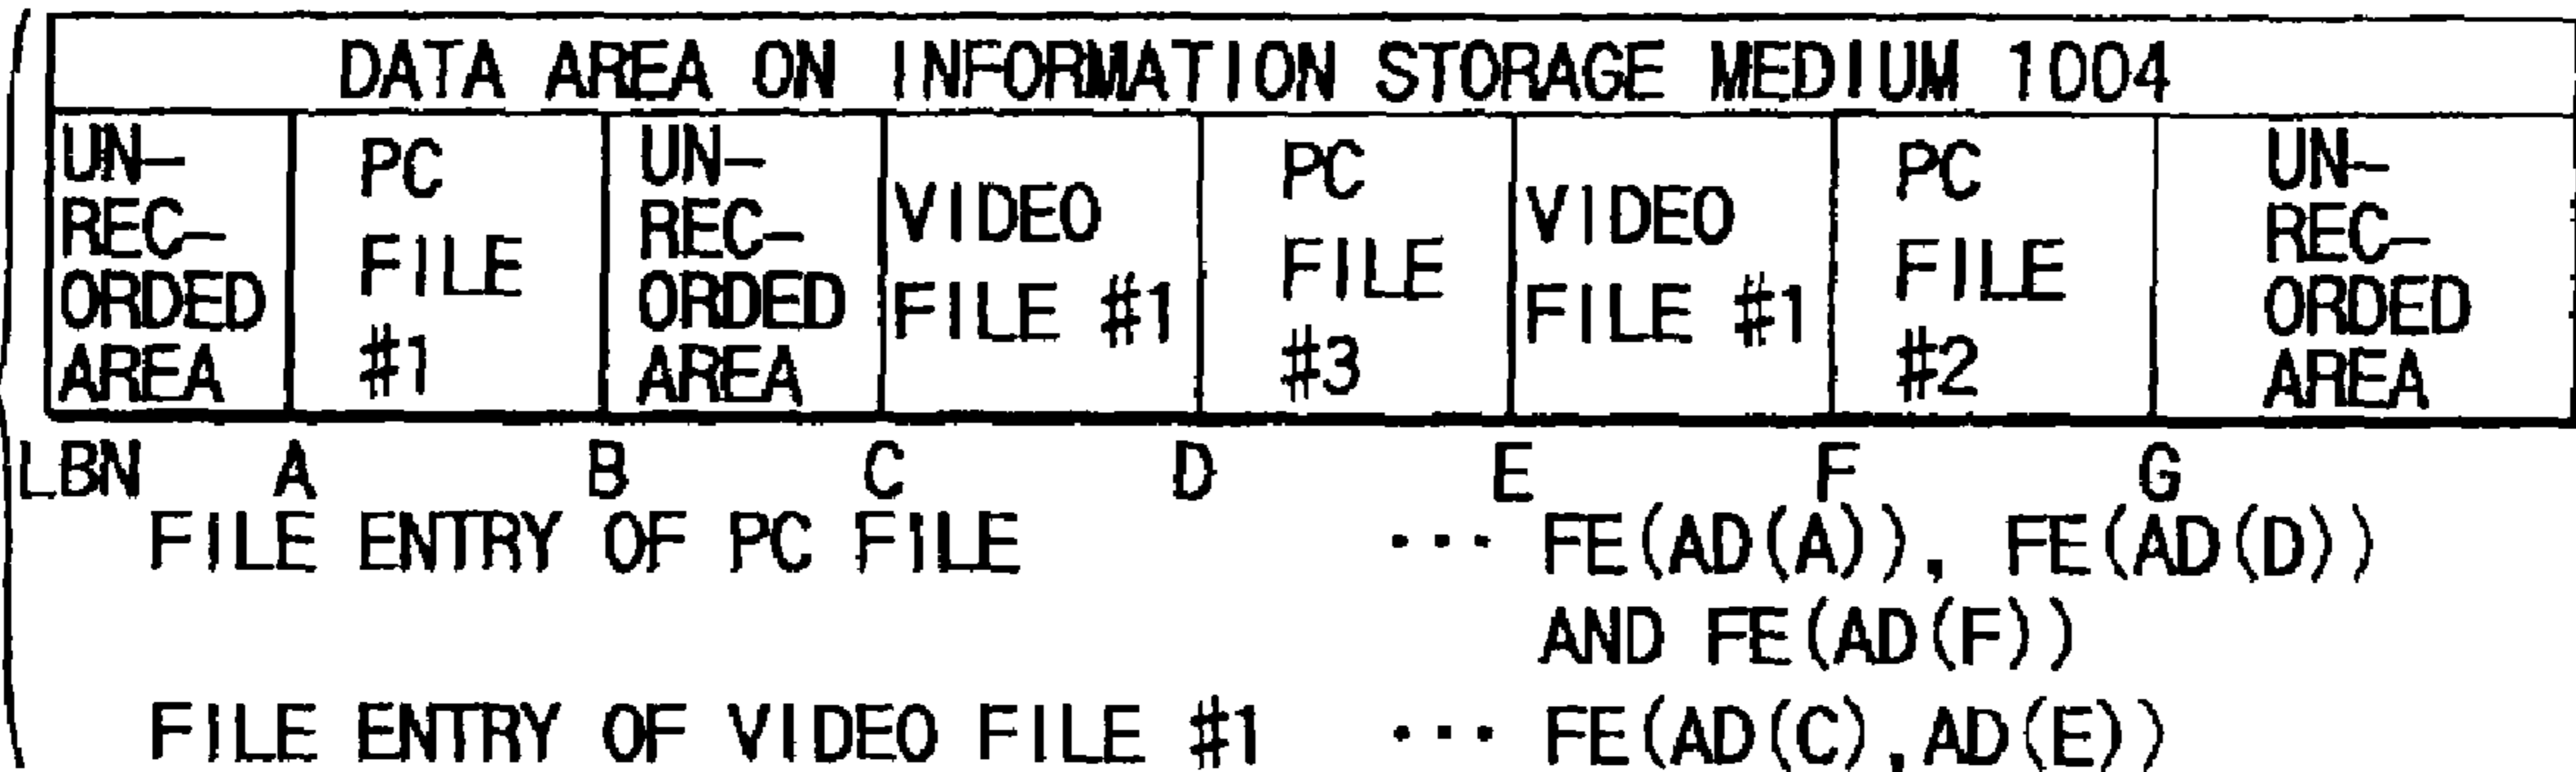 DATA AREA ON INFORMATION STORAGE MEDIUM 1004
UN-
REC-
ORDED
AREA
PC
FILE
#1
UN-
REC-
ORDED
AREA
VIDEO
FILE #1
PC
FILE
#3
VIDEO
FILE #1
PC
FILE
#2
UN-
REC-
ORDED
AREA
LBN A B C D E F G
FILE ENTRY OF PC FILE ··· FE(AD(A)), FE(AD(D))
AND FE(AD(F))
FILE ENTRY OF VIDEO FILE #1 ··· FE(AD(C),AD(E))